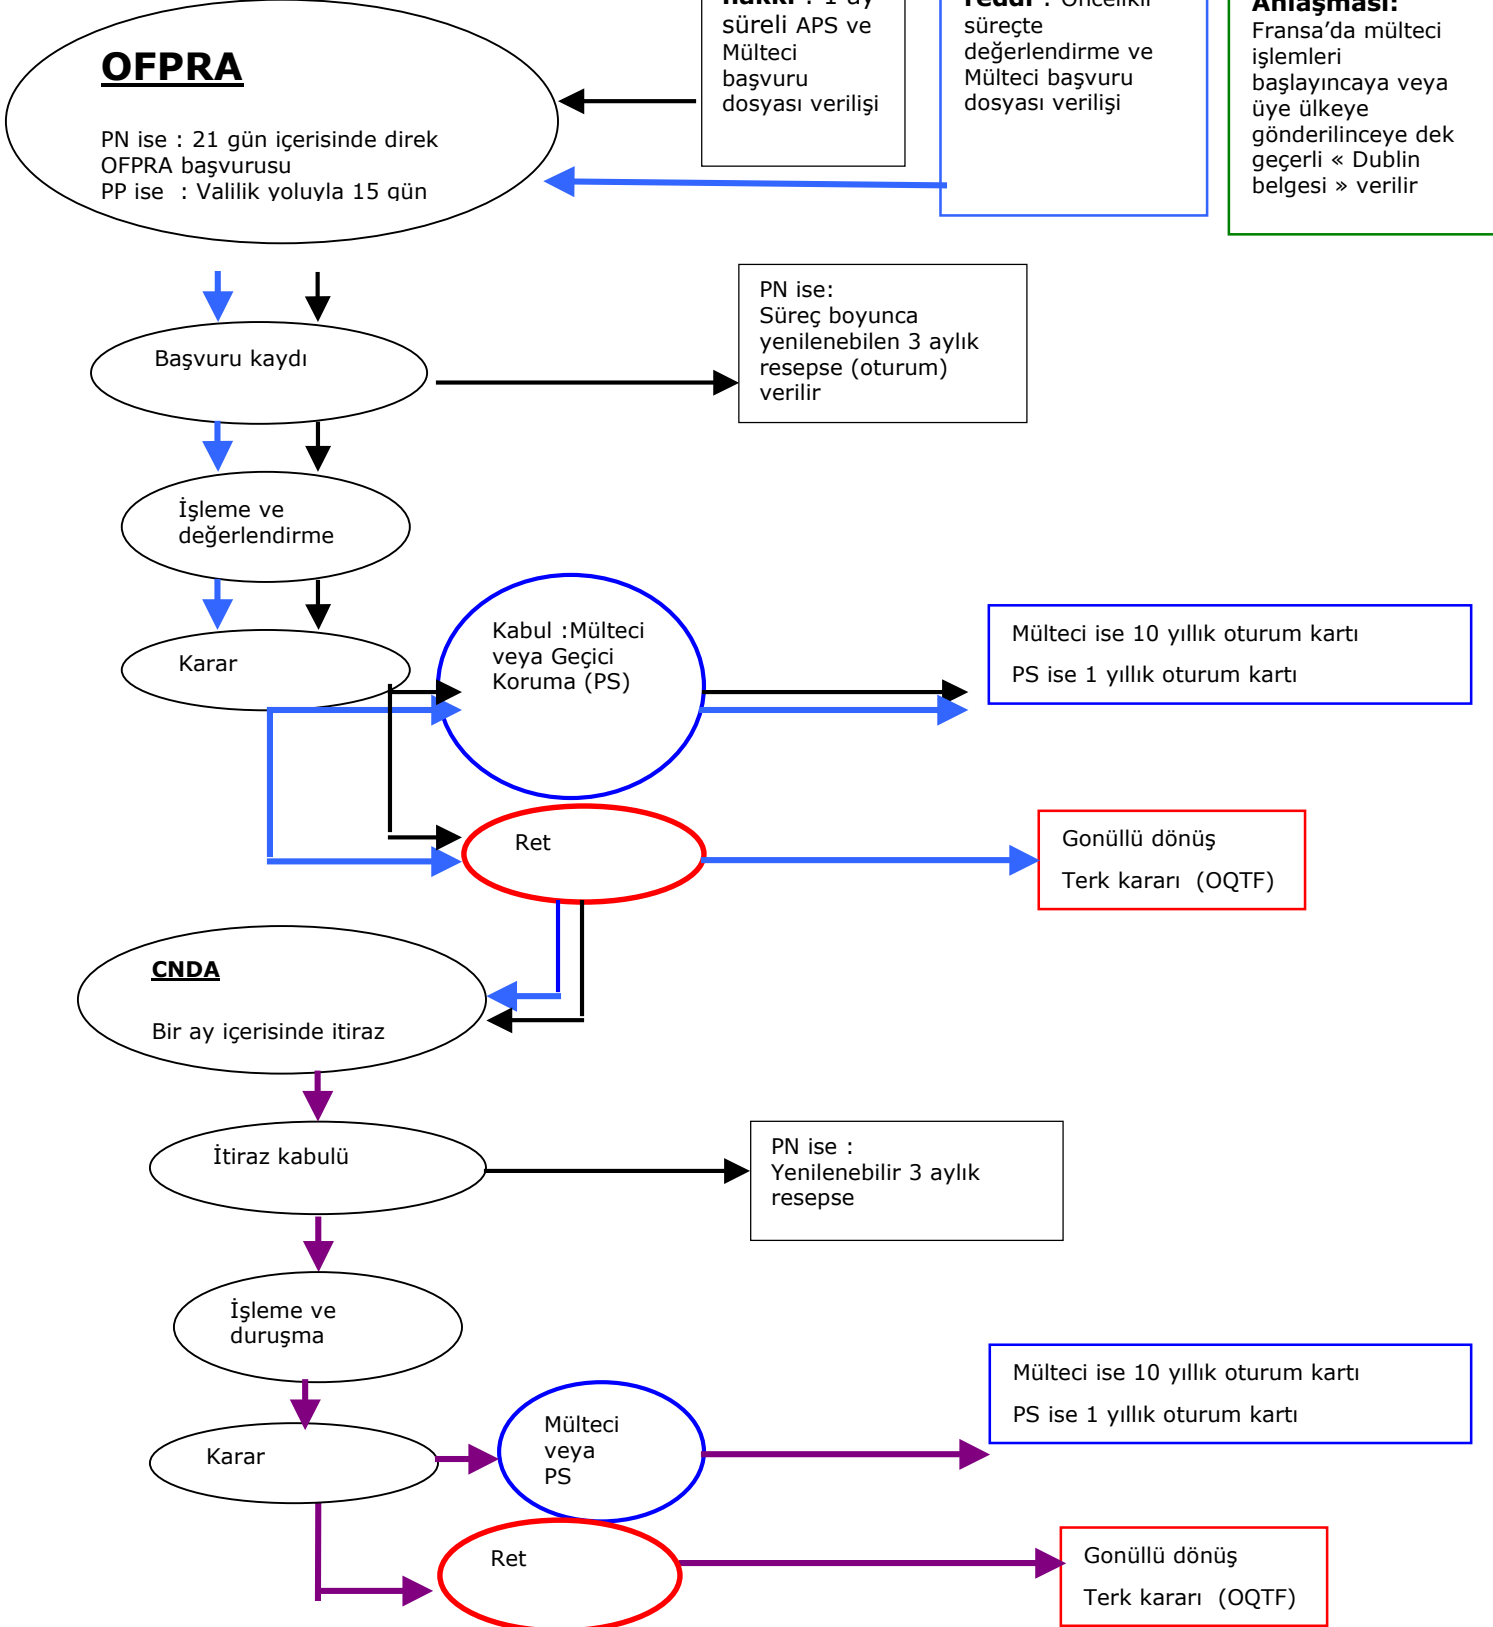 hakkı : 1 ay
süreli APS ve
Mülteci
başvuru
dosyası verilişi
reddi : Öncelikli
süreçte
değerlendirme ve
Mülteci başvuru
dosyası verilişi
Anlaşması:
Fransa’da mülteci
işlemleri
başlayıncaya veya
üye ülkeye
gönderilinceye dek
geçerli « Dublin
belgesi » verilir
OFPRA
PN ise : 21 gün içerisinde direk
OFPRA başvurusu
PP ise : Valilik yoluyla 15 gün
PN ise:
Süreç boyunca
yenilenebilen 3 aylık
resepse (oturum)
verilir
Başvuru kaydı
İşleme ve
değerlendirme
Karar
Kabul :Mülteci
veya Geçici
Koruma (PS)
Mülteci ise 10 yıllık oturum kartı
PS ise 1 yıllık oturum kartı
Ret
Gonüllü dönüş
Terk kararı (OQTF)
CNDA
Bir ay içerisinde itiraz
İtiraz kabulü
PN ise :
Yenilenebilir 3 aylık
resepse
İşleme ve
duruşma
Karar
Mülteci
veya
PS
Mülteci ise 10 yıllık oturum kartı
PS ise 1 yıllık oturum kartı
Ret
Gonüllü dönüş
Terk kararı (OQTF)